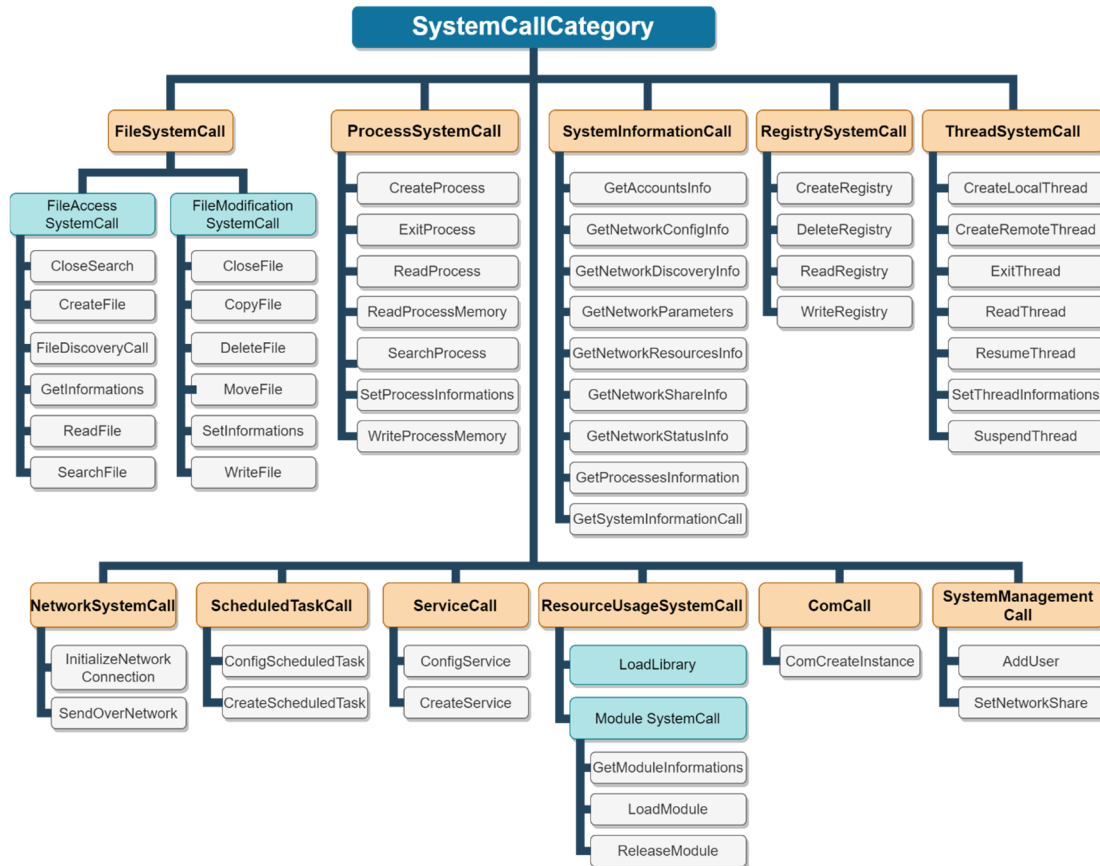 SystemCallCategory
FileSystemCall
FileAccess
SystemCall
CloseSearch
CreateFile
FileDiscoveryCall
GetInformations
ReadFile
SearchFile
FileModification
SystemCall
CloseFile
CopyFile
DeleteFile
MoveFile
SetInformations
WriteFile
ProcessSystemCall
CreateProcess
ExitProcess
ReadProcess
ReadProcessMemory
SearchProcess
SetProcessInformations
WriteProcessMemory
SystemInformationCall
GetAccountsInfo
GetNetworkConfigInfo
GetNetworkDiscoveryInfo
GetNetworkParameters
GetNetworkResourcesInfo
GetNetworkShareInfo
GetNetworkStatusInfo
GetProcessesInformation
GetSystemInformationCall
RegistrySystemCall
CreateRegistry
DeleteRegistry
ReadRegistry
WriteRegistry
ThreadSystemCall
CreateLocalThread
CreateRemoteThread
ExitThread
ReadThread
ResumeThread
SetThreadInformations
SuspendThread
NetworkSystemCall
InitializeNetwork
Connection
SendOverNetwork
ScheduledTaskCall
ConfigScheduledTask
CreateScheduledTask
ServiceCall
ConfigService
CreateService
ResourceUsageSystemCall
LoadLibrary
Module SystemCall
GetModuleInformations
LoadModule
ReleaseModule
ComCall
ComCreateInstance
SystemManagement
Call
AddUser
SetNetworkShare